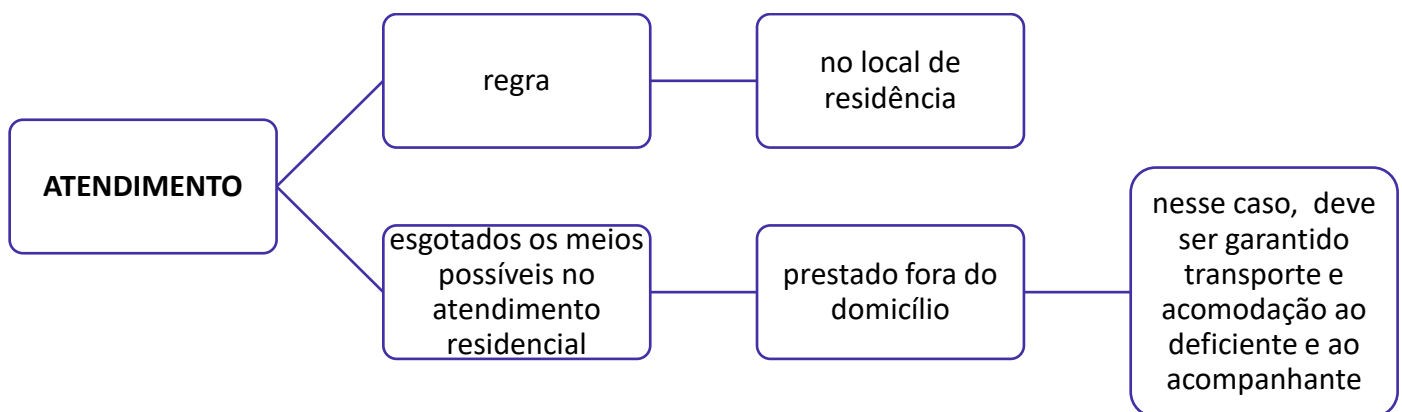 ATENDIMENTO
regra
no local de
residência
esgotados os meios
possíveis no
atendimento
residencial
prestado fora do
domicílio
nesse caso, deve
ser garantido
transporte e
acomodação ao
deficiente e ao
acompanhante